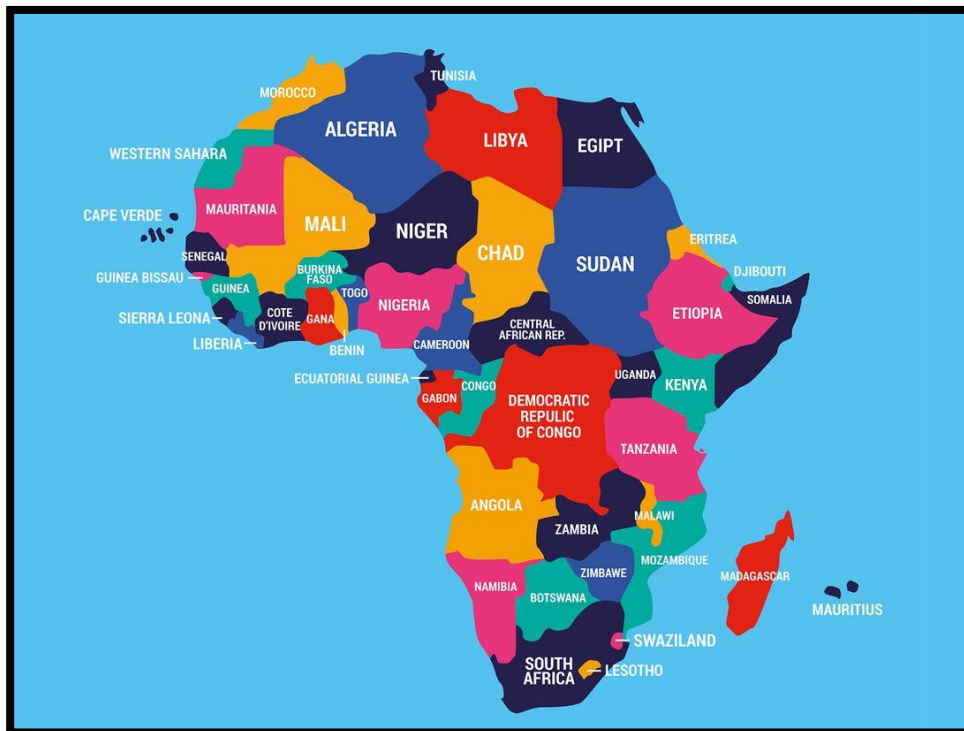 TUNISIA
MOROCCO
ALGERIA
LIBYA
EGIPT
WESTERN SAHARA
MAURITANIA
CAPE VERDE
MALI
NIGER
CHAD
SUDAN
ERITREA
SENEGAL
GUINEA BISSAU
GUINEA
BURKINA
FASO
TOGO
NIGERIA
DJIBOUTI
SOMALIA
ETIOPIA
SIERRA LEONA
COTE
D'IVOIRE
GANA
LIBERIA
BENIN
CAMEROON
CENTRAL
AFRICAN REP.
ECUATORIAL GUINEA
GABON
CONGO
UGANDA
KENYA
DEMOCRATIC
REPULIC
OF CONGO
TANZANIA
ANGOLA
ZAMBIA
MALAWI
MOZAMBIQUE
NAMIBIA
BOTSWANA
ZIMBAWE
MADAGASCAR
MAURITIUS
SWAZILAND
SOUTH
AFRICA
LESOTHO